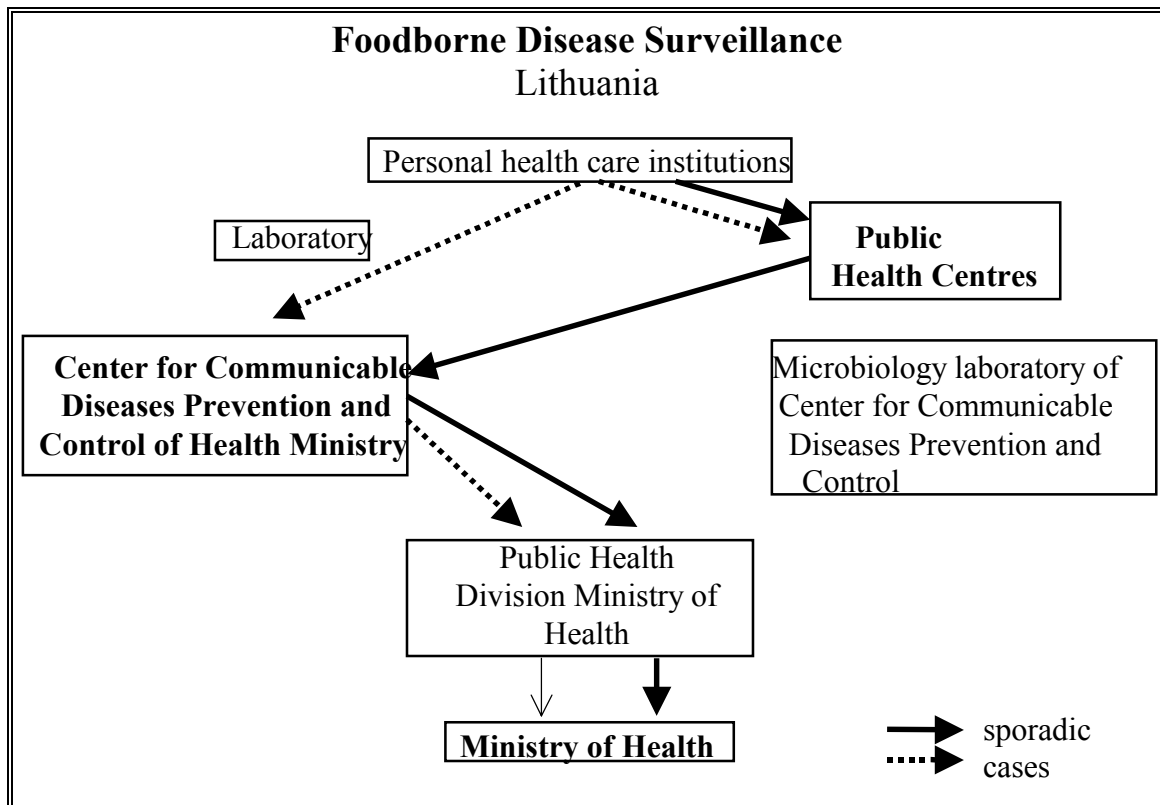 Foodborne Disease Surveillance
Lithuania
Personal health care institutions
Laboratory
Public
Health Centres
Center for Communicable
Diseases Prevention and
Control of Health Ministry
Microbiology laboratory of
Center for Communicable
Diseases Prevention and
Control
Public Health
Division Ministry of
Health
Ministry of Health
sporadic
cases